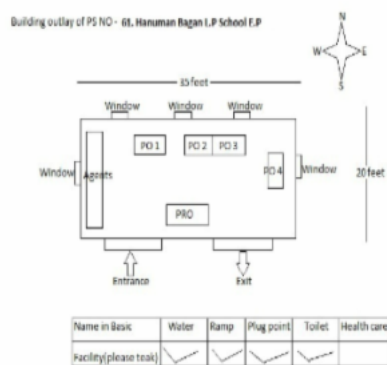 Building outlay of PS NO - 61. Hanuman Bagan L.P School E.P
N
W E
S
35 feet
Window Window Window
PO 1 PO 2 PO 3
Window Agents PO 4 Window 20 feet
PRO
Entrance Exit
Name in Basic Water Ramp Plug point Toilet Health care
Facility(please teak)